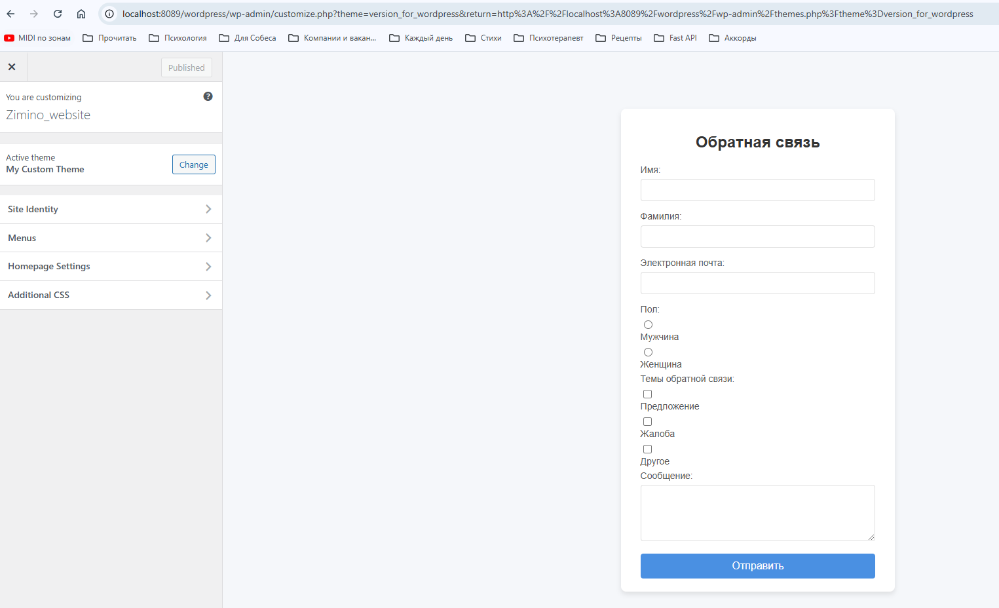 localhost:8089/wordpress/wp-admin/customize.php?theme=version_for_wordpress&return=http%3A%2F%2Flocalhost%3A8089%2Fwordpress%2Fwp-admin%2Fthemes.php%3Ftheme%3Dversion_for_wordpress
MIDI по зонам Прочитать Психология Для Собеса Компании и вакан... Каждый день Стихи Психотерапевт Рецепты Fast API Аккорды
Published
You are customizing
Zimino_website
Active theme
My Custom Theme
Change
Site Identity
Menus
Homepage Settings
Additional CSS
Обратная связь
Имя:
Фамилия:
Электронная почта:
Пол:
Мужчина
Женщина
Темы обратной связи:
Предложение
Жалоба
Другое
Сообщение:
Отправить